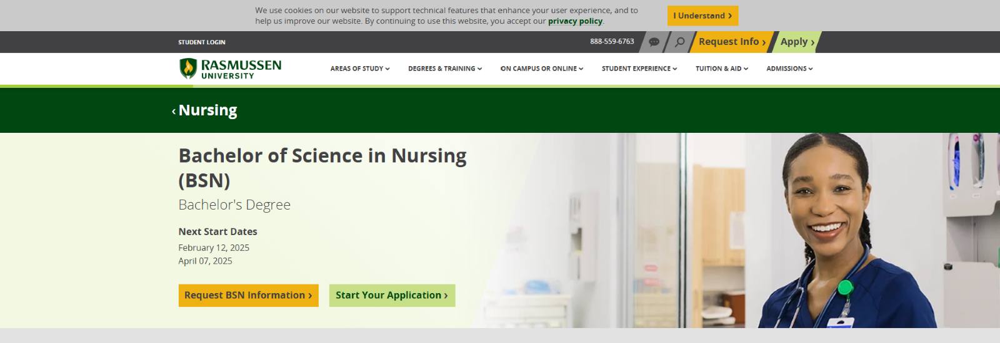 We use cookies on our website to support technical features that enhance your user experience, and to
help us improve our website. By continuing to use this website, you accept our privacy policy.
I Understand ›
STUDENT LOGIN
888-559-6763
Request Info ›
Apply ›
RASMUSSEN
UNIVERSITY
AREAS OF STUDY
DEGREES & TRAINING
ON CAMPUS OR ONLINE
STUDENT EXPERIENCE
TUITION & AID
ADMISSIONS
‹ Nursing
Bachelor of Science in Nursing
(BSN)
Bachelor's Degree
Next Start Dates
February 12, 2025
April 07, 2025
Request BSN Information ›
Start Your Application ›